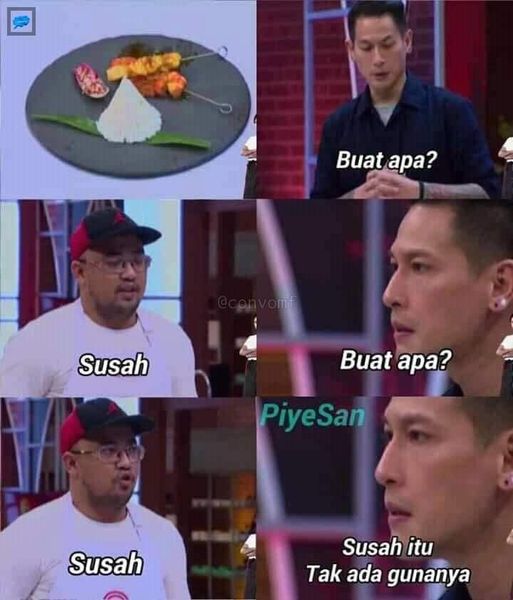 Buat apa?
Susah
Buat apa?
@convomf
PiyeSan
Susah
Susah itu
Tak ada gunanya